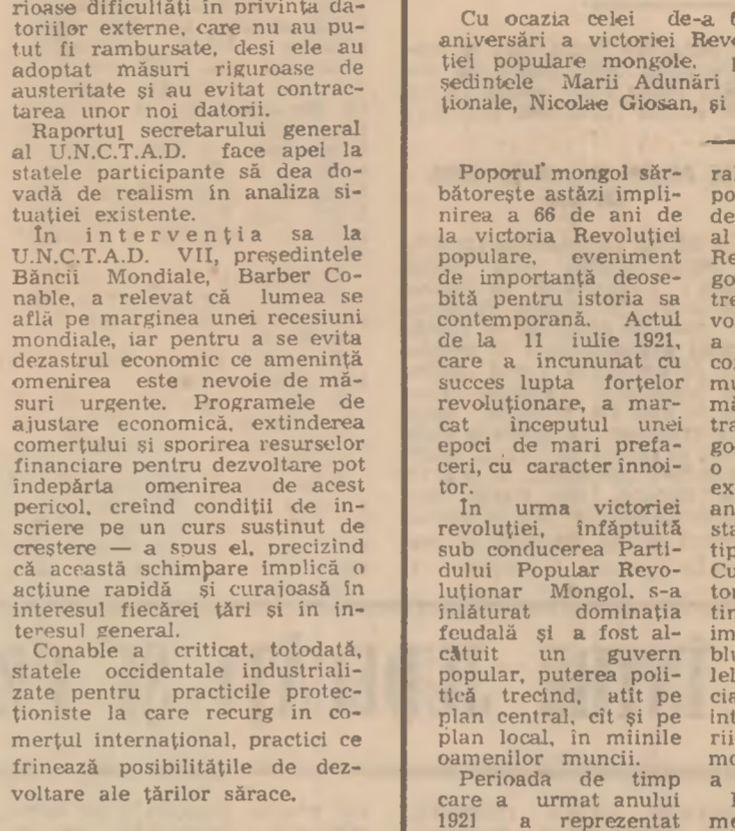 rioase dificultăți în privința da-
toriilor externe, care nu au pu-
tut fi rambursate, desi ele au
adoptat măsuri riguroase de
austeritate și au evitat contrac-
tarea unor noi datorii.
Raportul secretarului general
al U.N.C.T.A.D. face apel la
statele participante să dea do-
vadă de realism în analiza si-
tuației existente.
În intervenția sa la
U.N.C.T.A.D. VII, președintele
Băncii Mondiale, Barber Co-
nable, a relevat că lumea se
află pe marginea unei recesiuni
mondiale, iar pentru a se evita
dezastrul economic ce amenință
omenirea este nevoie de mă-
suri urgente. Programele de
ajustare economică, extinderea
comerțului și sporirea resurselor
financiare pentru dezvoltare pot
îndepărta omenirea de acest
pericol, creînd condiții de in-
scriere pe un curs susținut de
creștere — a spus el, precizînd
că această schimbare implică o
acțiune rapidă și curajoasă în
interesul fiecărei țări și în in-
teresul general.
Conable a criticat, totodată,
statele occidentale industriali-
zate pentru practicile protec-
ționiste la care recurg în co-
merțul internațional, practici ce
frînează posibilitățile de dez-
voltare ale țărilor sărace.
Cu ocazia celei de-a 6
aniversări a victoriei Revo
ției populare mongole, p
ședintele Marii Adunări
ționale, Nicolae Giosan, și
Poporul mongol săr-
bătorește astăzi împli-
nirea a 66 de ani de
la victoria Revoluției
populare, eveniment
de importanță deose-
bită pentru istoria sa
contemporană. Actul
de la 11 iulie 1921,
care a încununat cu
succes lupta forțelor
revoluționare, a mar-
cat începutul unei
epoci de mari prefa-
ceri, cu caracter înnoi-
tor.
În urma victoriei
revoluției, înfăptuită
sub conducerea Parti-
dului Popular Revo-
luționar Mongol, s-a
înlăturat dominația
feudală și a fost al-
cătuit un guvern
popular, puterea poli-
tică trecînd, atît pe
plan central, cît și pe
plan local, în mîinile
oamenilor muncii.
Perioada de timp
care a urmat anului
1921 a reprezentat